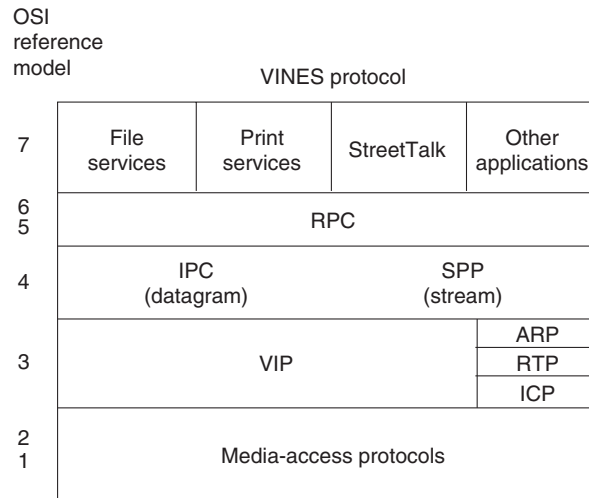 OSI
reference
model
VINES protocol
7
File
services
Print
services
StreetTalk
Other
applications
6
5
RPC
4
IPC
(datagram)
SPP
(stream)
3
VIP
ARP
RTP
ICP
2
1
Media-access protocols